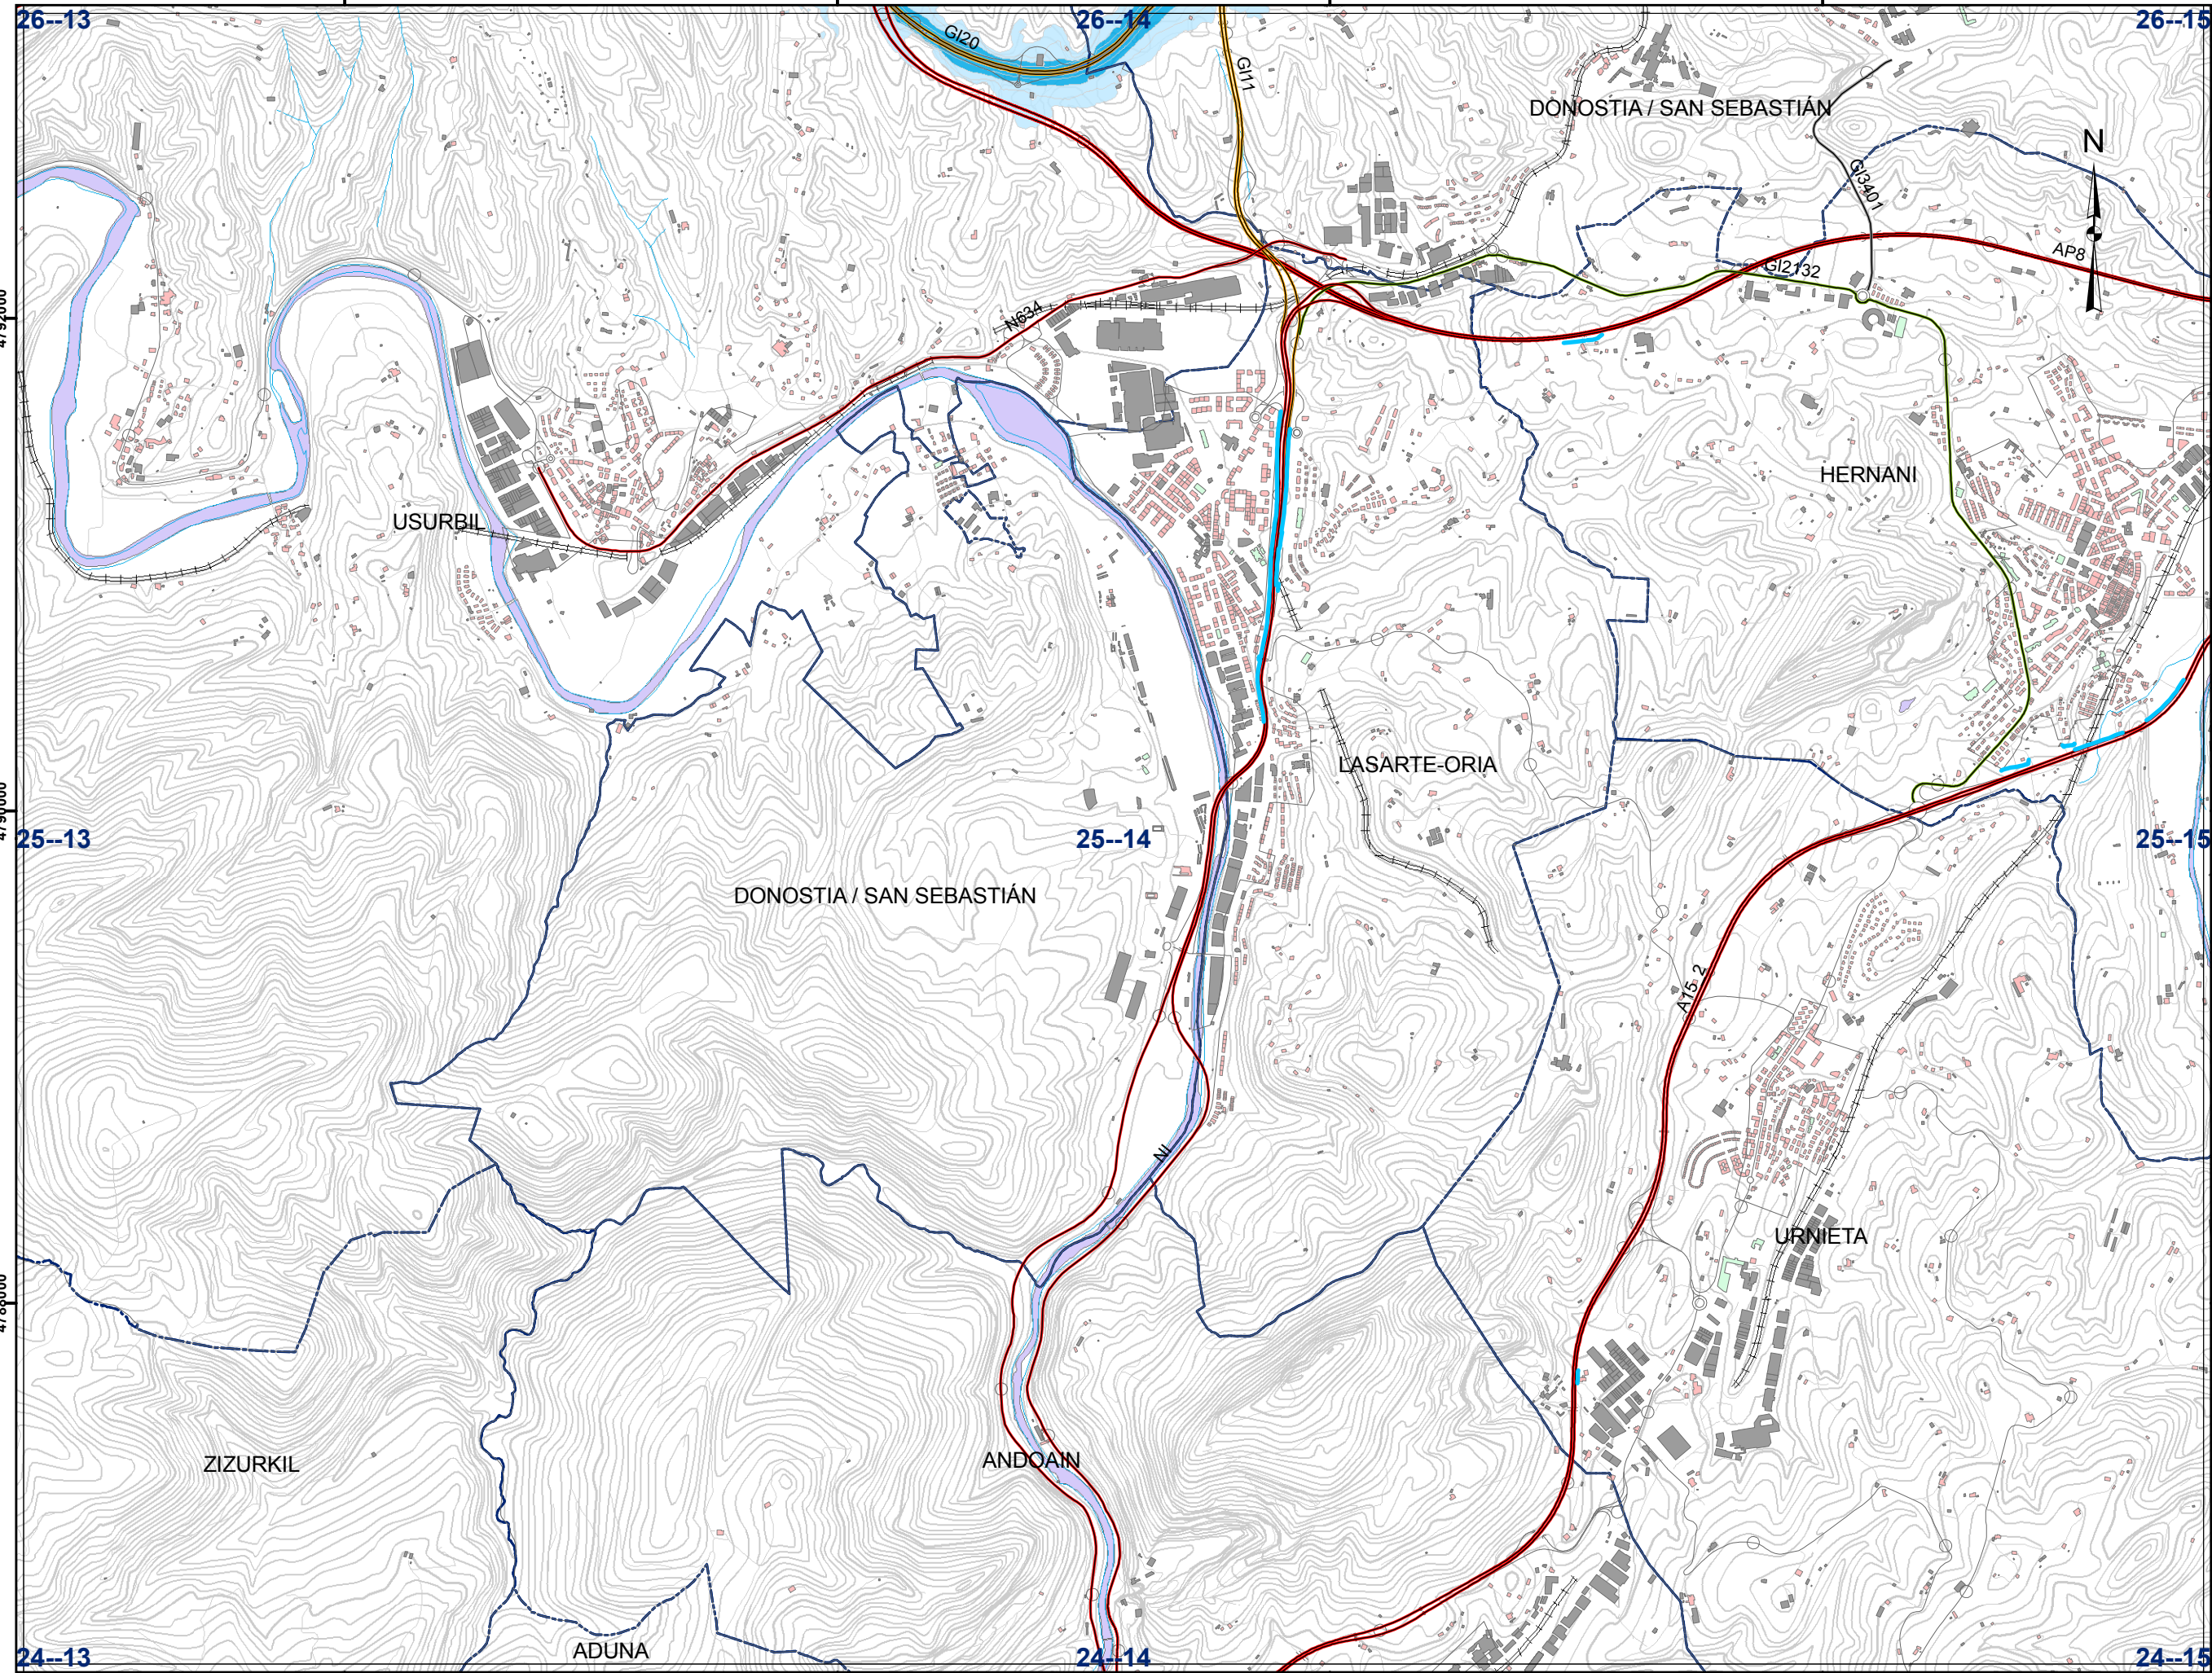 26--13
26--14
26--15
GI20
GI11
DONOSTIA / SAN SEBASTIÁN
N
GI3401
AP8
GI2132
N634
HERNANI
USURBIL
LASARTE-ORIA
25--13
25--14
25--15
DONOSTIA / SAN SEBASTIÁN
A15_2
NI
URNIETA
ZIZURKIL
ANDOAIN
ADUNA
24--13
24--14
24--15